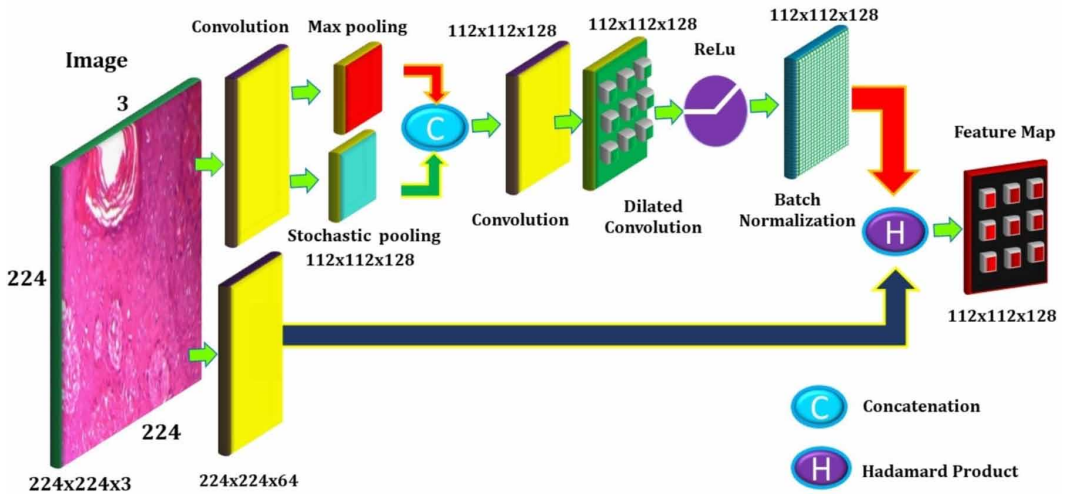 Image
3
224
224
224x224x3
Convolution
Max pooling
Stochastic pooling
112x112x128
224x224x64
C
112x112x128
Convolution
112x112x128
Dilated
Convolution
ReLu
112x112x128
Batch
Normalization
H
Feature Map
112x112x128
C
Concatenation
H
Hadamard Product